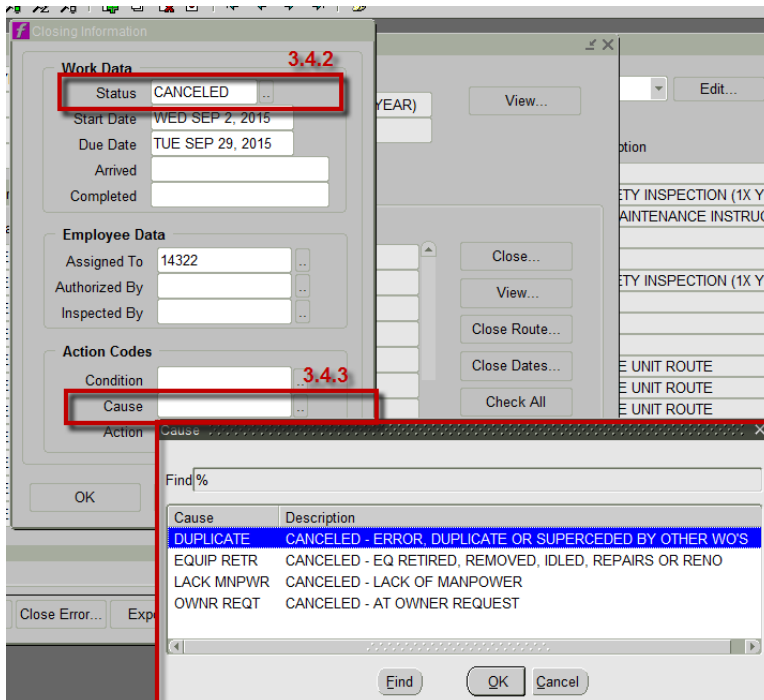 Closing Information
Work Data
3.4.2
Status CANCELED ..
Start Date WED SEP 2, 2015
Due Date TUE SEP 29, 2015
Arrived
Completed
Employee Data
Assigned To 14322 ..
Authorized By ..
Inspected By ..
Action Codes
3.4.3
Condition ..
Cause ..
Action
OK
YEAR)
View...
Close...
View...
Close Route...
Close Dates...
Check All
Edit...
ption
TY INSPECTION (1X Y
AINTENANCE INSTRUC
TY INSPECTION (1X Y
E UNIT ROUTE
E UNIT ROUTE
E UNIT ROUTE
Close Error...
Exp
Cause
Find %
Cause Description
DUPLICATE CANCELED - ERROR, DUPLICATE OR SUPERCEDED BY OTHER WO'S
EQUIP RETR CANCELED - EQ RETIRED, REMOVED, IDLED, REPAIRS OR RENO
LACK MNPWR CANCELED - LACK OF MANPOWER
OWNR REQT CANCELED - AT OWNER REQUEST
Find OK Cancel